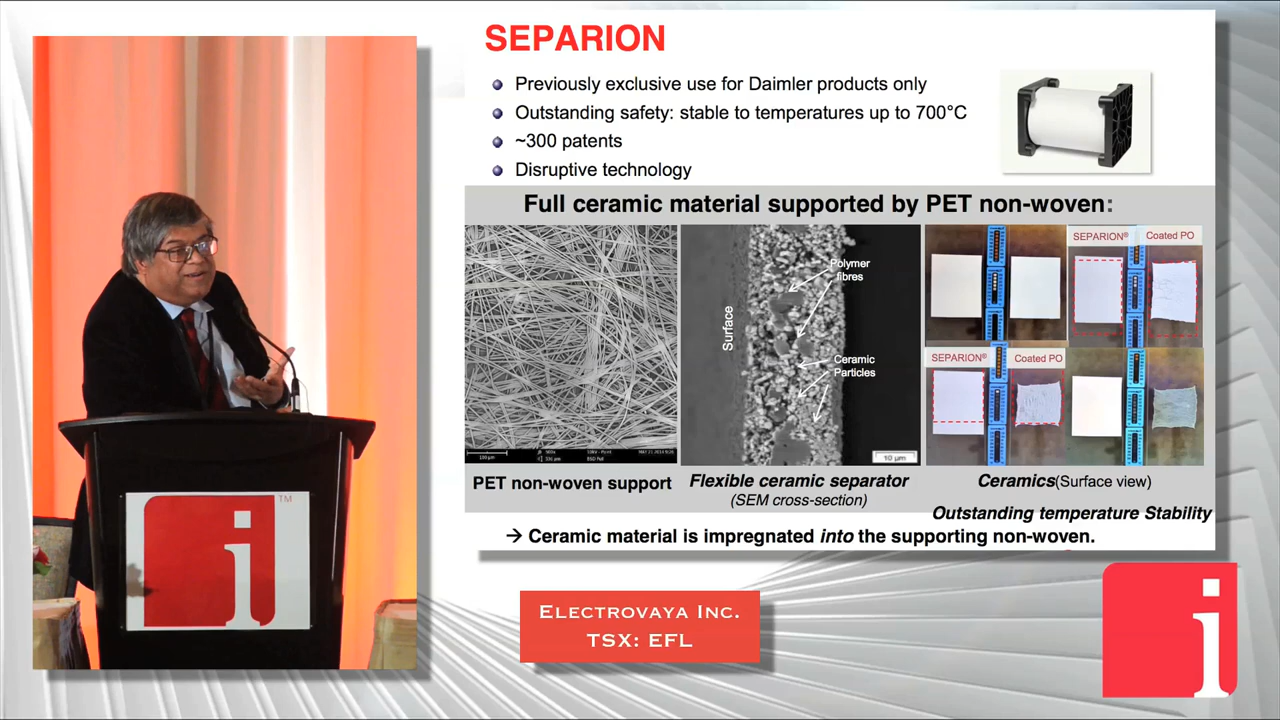 SEPARION
Previously exclusive use for Daimler products only
Outstanding safety: stable to temperatures up to 700°C
~300 patents
Disruptive technology
Full ceramic material supported by PET non-woven:
Surface
Polymer
fibres
Ceramic
Particles
10 µm
SEPARION® Coated PO
SEPARION® Coated PO
PET non-woven support
Flexible ceramic separator
(SEM cross-section)
Ceramics(Surface view)
Outstanding temperature Stability
→ Ceramic material is impregnated into the supporting non-woven.
i
TM
Electrovaya Inc.
TSX: EFL
i